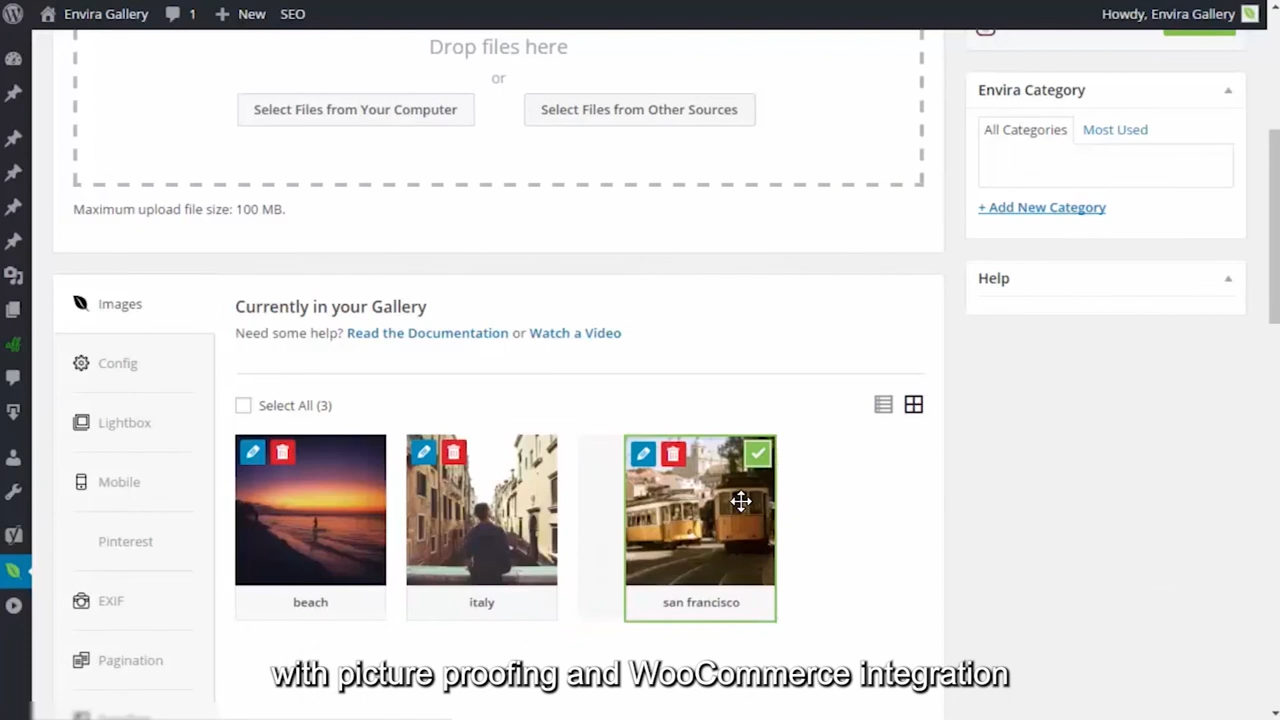 Envira Gallery 1 New SEO Howdy, Envira Gallery
Drop files here
or
Select Files from Your Computer Select Files from Other Sources
Maximum upload file size: 100 MB.
Envira Category
All Categories Most Used
+ Add New Category
Help
Images
Config
Lightbox
Mobile
Pinterest
EXIF
Pagination
Currently in your Gallery
Need some help? Read the Documentation or Watch a Video
Select All (3)
beach italy san francisco
with picture proofing and WooCommerce integration